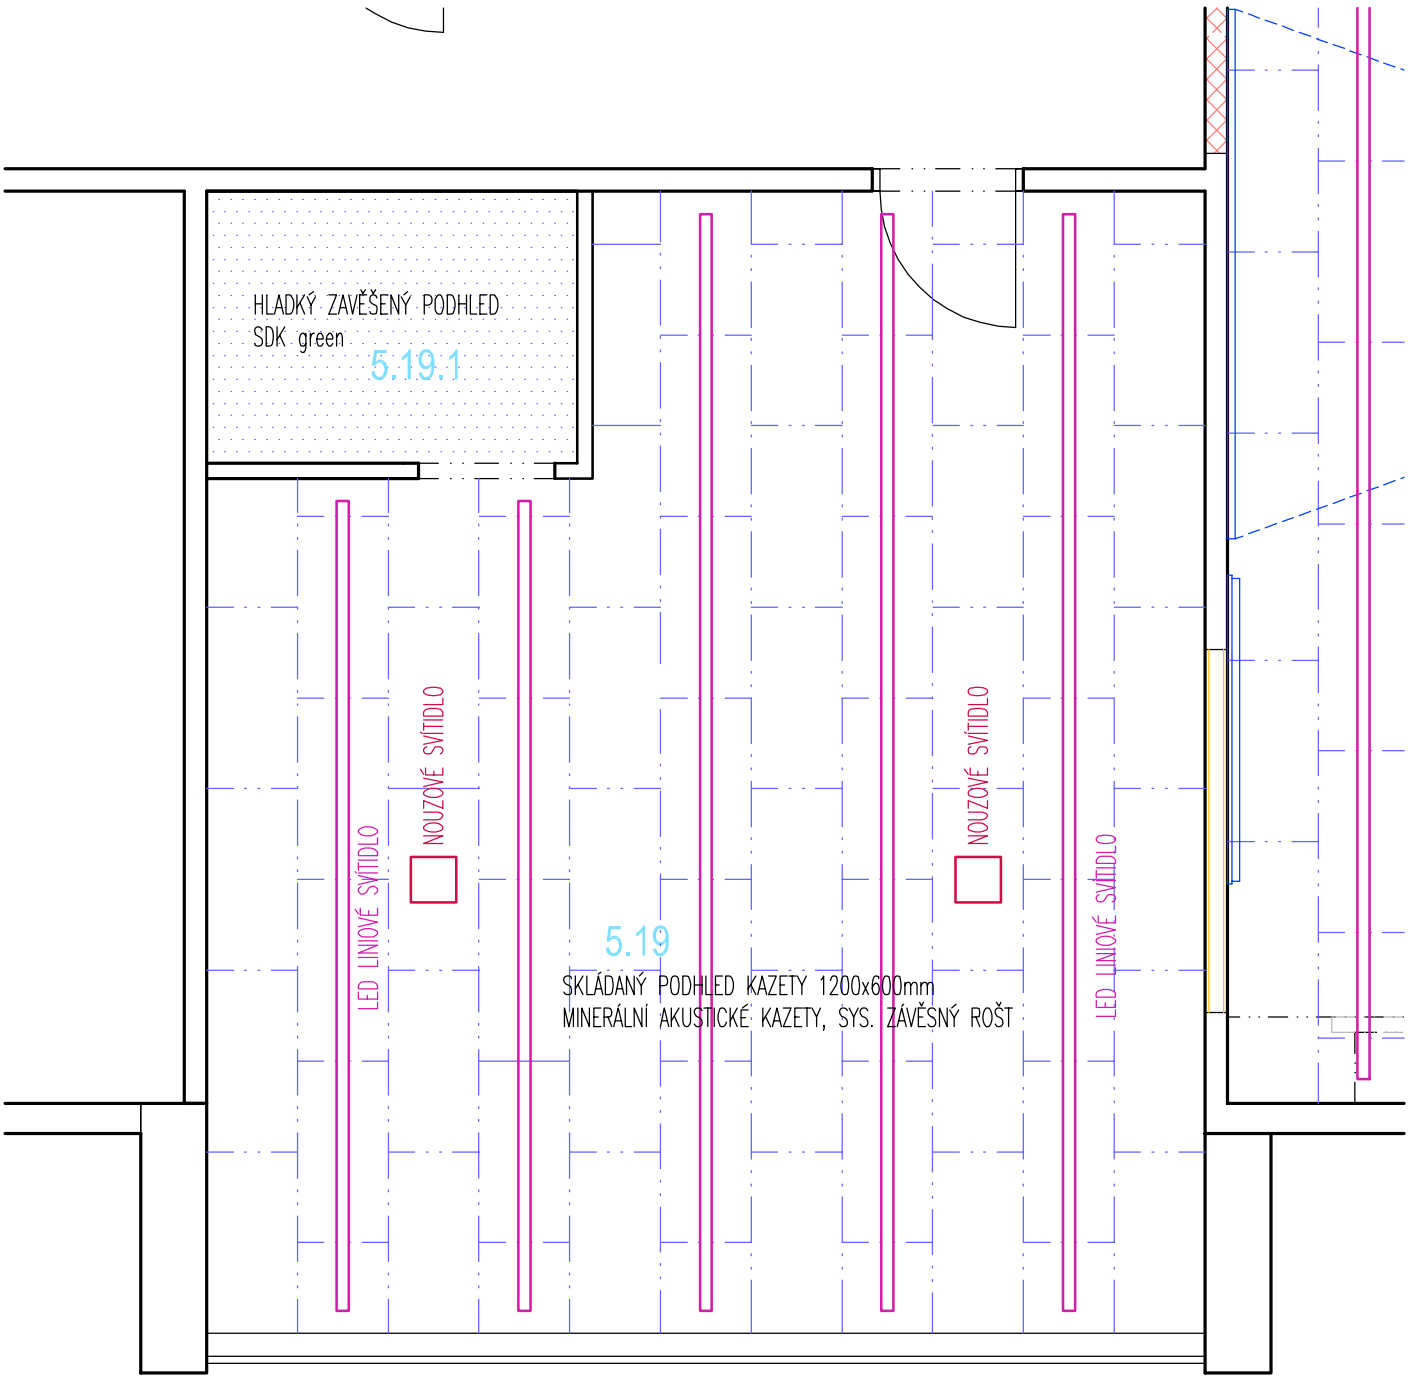 HLADKÝ ZAVĚŠENÝ PODHLED
SDK green
5.19.1
NOUZOVÉ SVÍTIDLO
NOUZOVÉ SVÍTIDLO
LED LINIOVÉ SVÍTIDLO
LED LINIOVÉ SVÍTIDLO
5.19
SKLÁDANÝ PODHLED KAZETY 1200x600mm
MINERÁLNÍ AKUSTICKÉ KAZETY, SYS. ZÁVĚSNÝ ROŠT